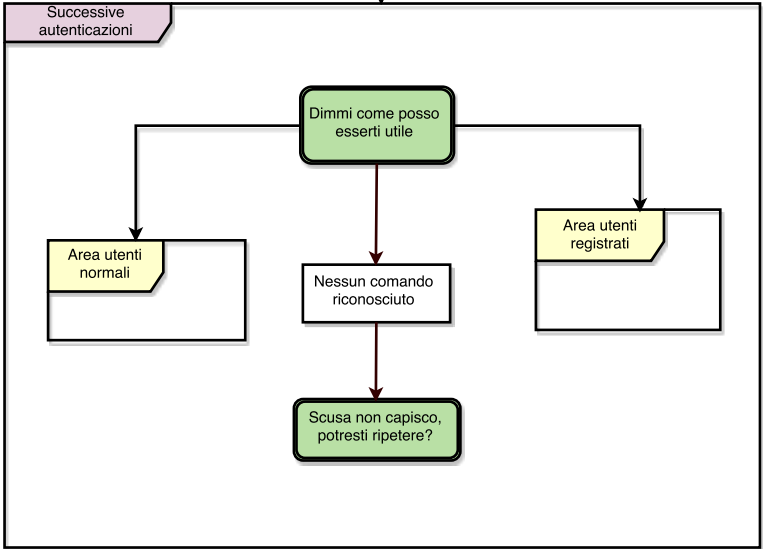 Successive
autenticazioni
Dimmi come posso
esserti utile
Area utenti
normali
Nessun comando
riconosciuto
Area utenti
registrati
Scusa non capisco,
potresti ripetere?